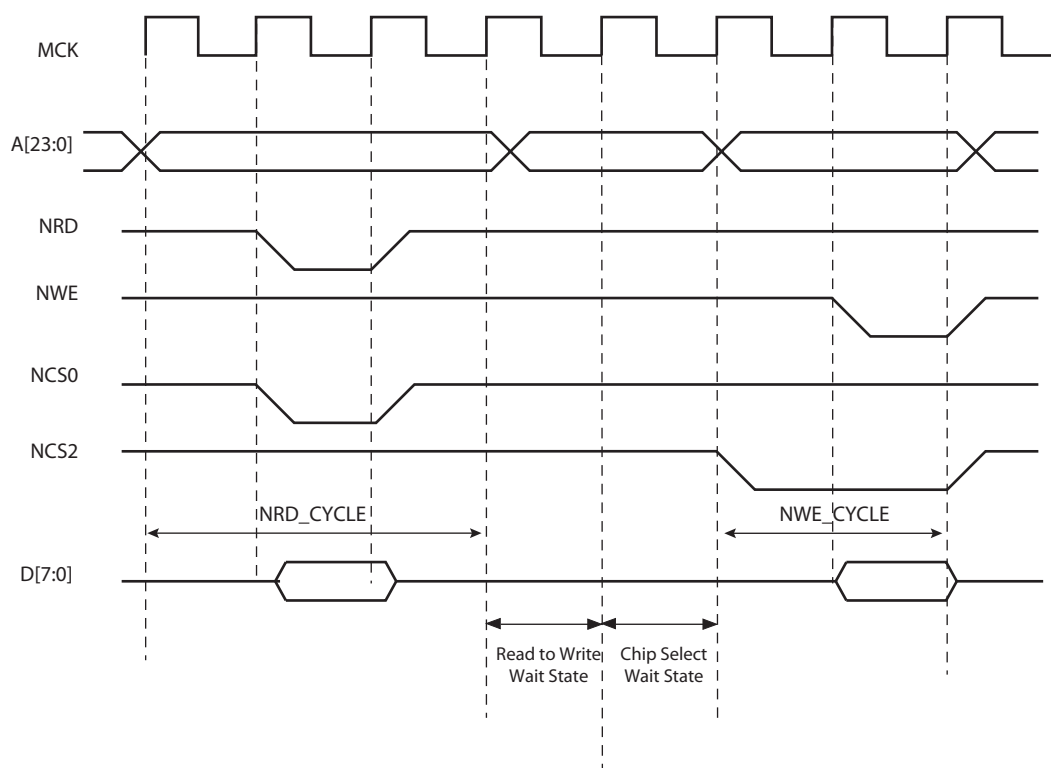 MCK
A[23:0]
NRD
NWE
NCS0
NCS2
NRD_CYCLE
NWE_CYCLE
D[7:0]
Read to Write
Wait State
Chip Select
Wait State